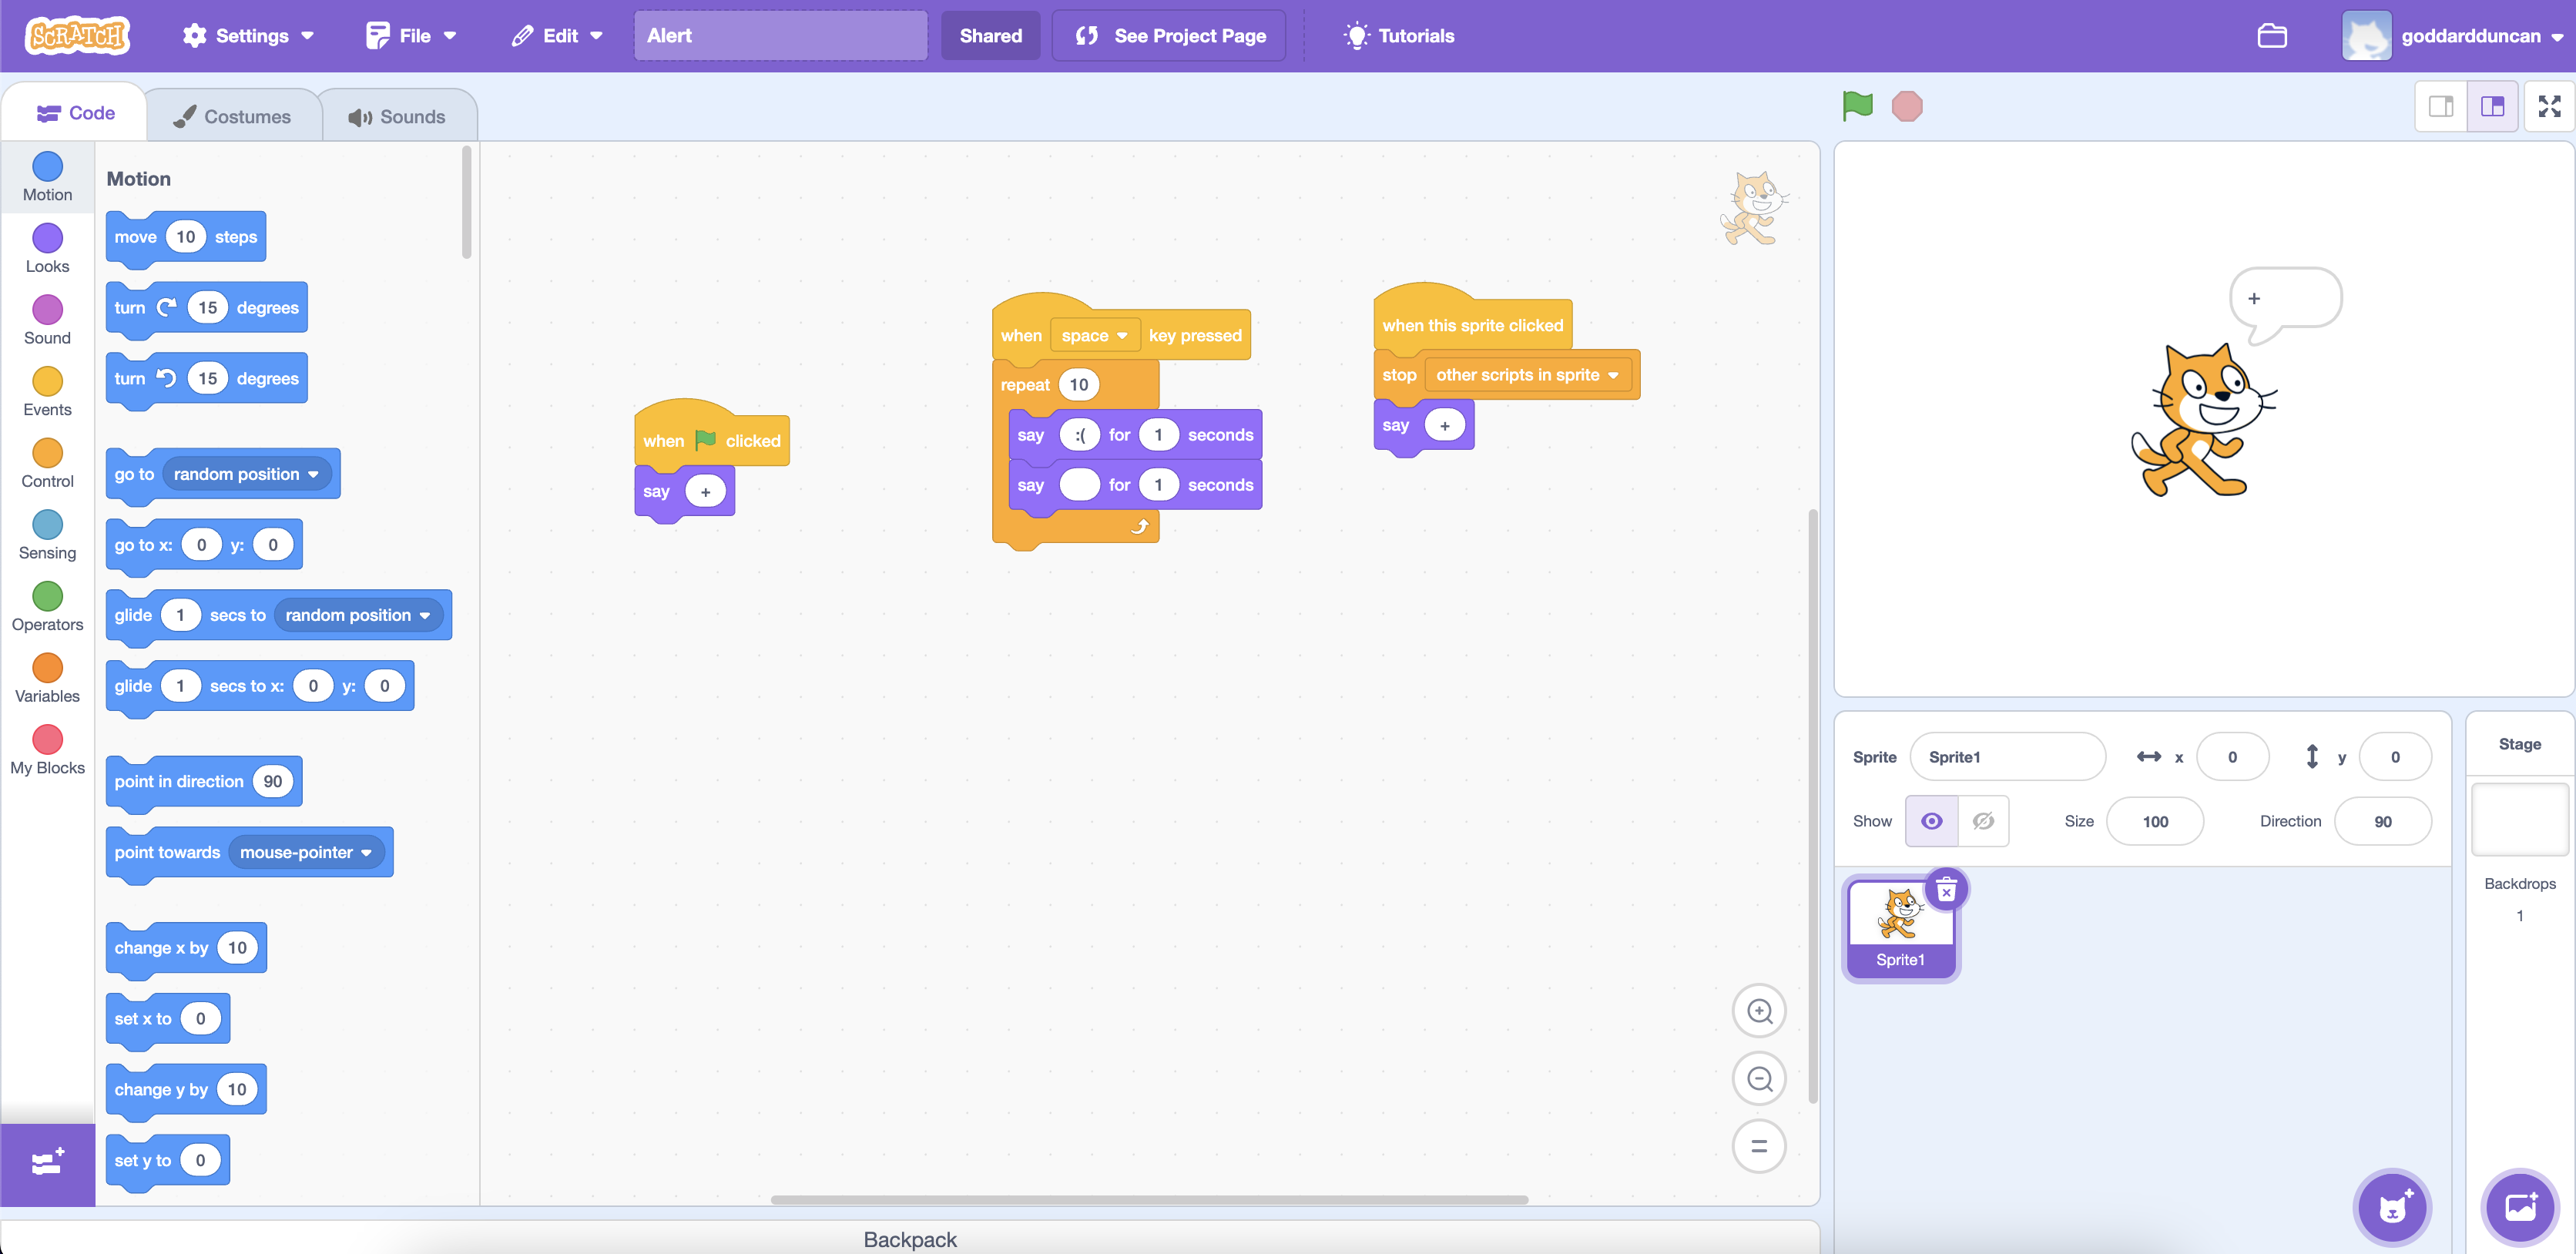 SCRATCH
Settings
File
Edit
Alert
Shared
See Project Page
Tutorials
goddardduncan
Code
Costumes
Sounds
Motion
Looks
Sound
Events
Control
Sensing
Operators
Variables
My Blocks
Motion
move 10 steps
turn 15 degrees
turn 15 degrees
go to random position
go to x: 0 y: 0
glide 1 secs to random position
glide 1 secs to x: 0 y: 0
point in direction 90
point towards mouse-pointer
change x by 10
set x to 0
change y by 10
set y to 0
when clicked
say +
when space key pressed
repeat 10
say :( for 1 seconds
say for 1 seconds
when this sprite clicked
stop other scripts in sprite
say +
+
Sprite Sprite1 x 0 y 0
Show Size 100 Direction 90
Sprite1
Stage
Backdrops
1
Backpack